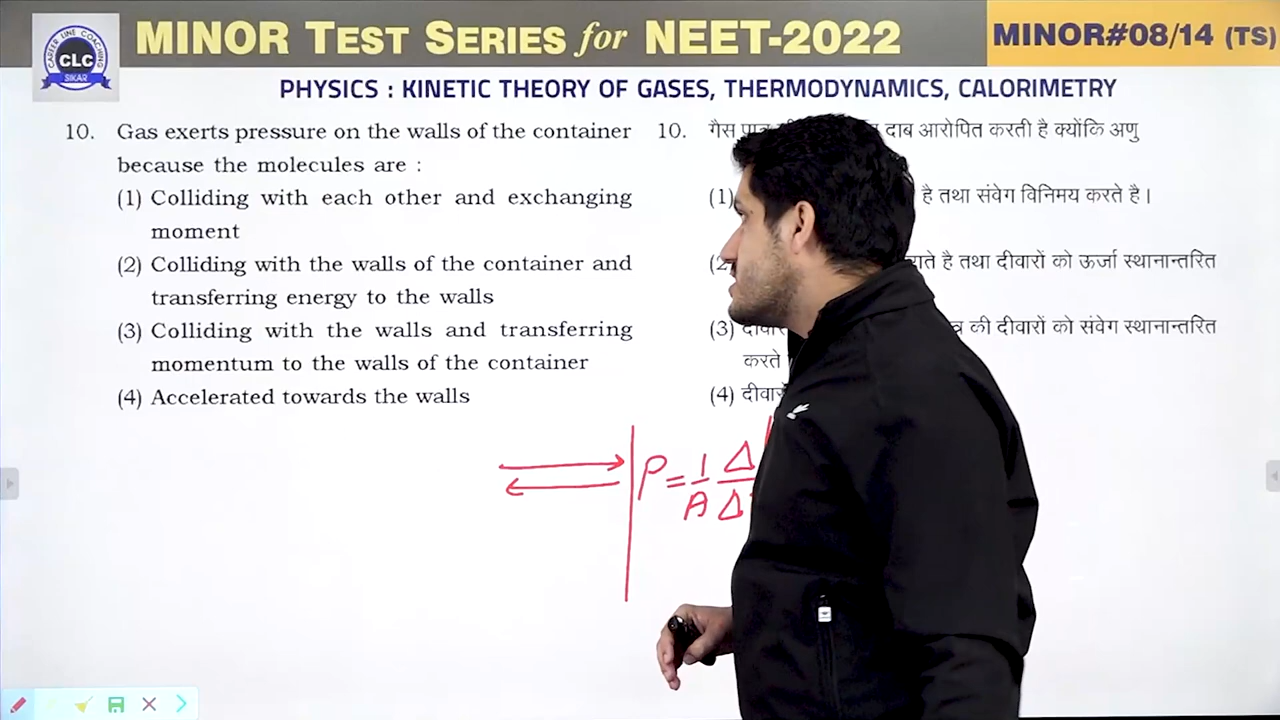 CAREER LINE COACHING
CLC
SIKAR
MINOR TEST SERIES for NEET-2022
MINOR#08/14 (TS)
PHYSICS : KINETIC THEORY OF GASES, THERMODYNAMICS, CALORIMETRY
10. Gas exerts pressure on the walls of the container
because the molecules are :
(1) Colliding with each other and exchanging
moment
(2) Colliding with the walls of the container and
transferring energy to the walls
(3) Colliding with the walls and transferring
momentum to the walls of the container
(4) Accelerated towards the walls
10. गैस दाब आरोपित करती है क्योंकि अणु
(1) है तथा संवेग विनिमय करते है।
(2) है तथा दीवारों को ऊर्जा स्थानान्तरित
(3) की दीवारों को संवेग स्थानान्तरित
करते
(4)
P = 1/A Δ/Δ